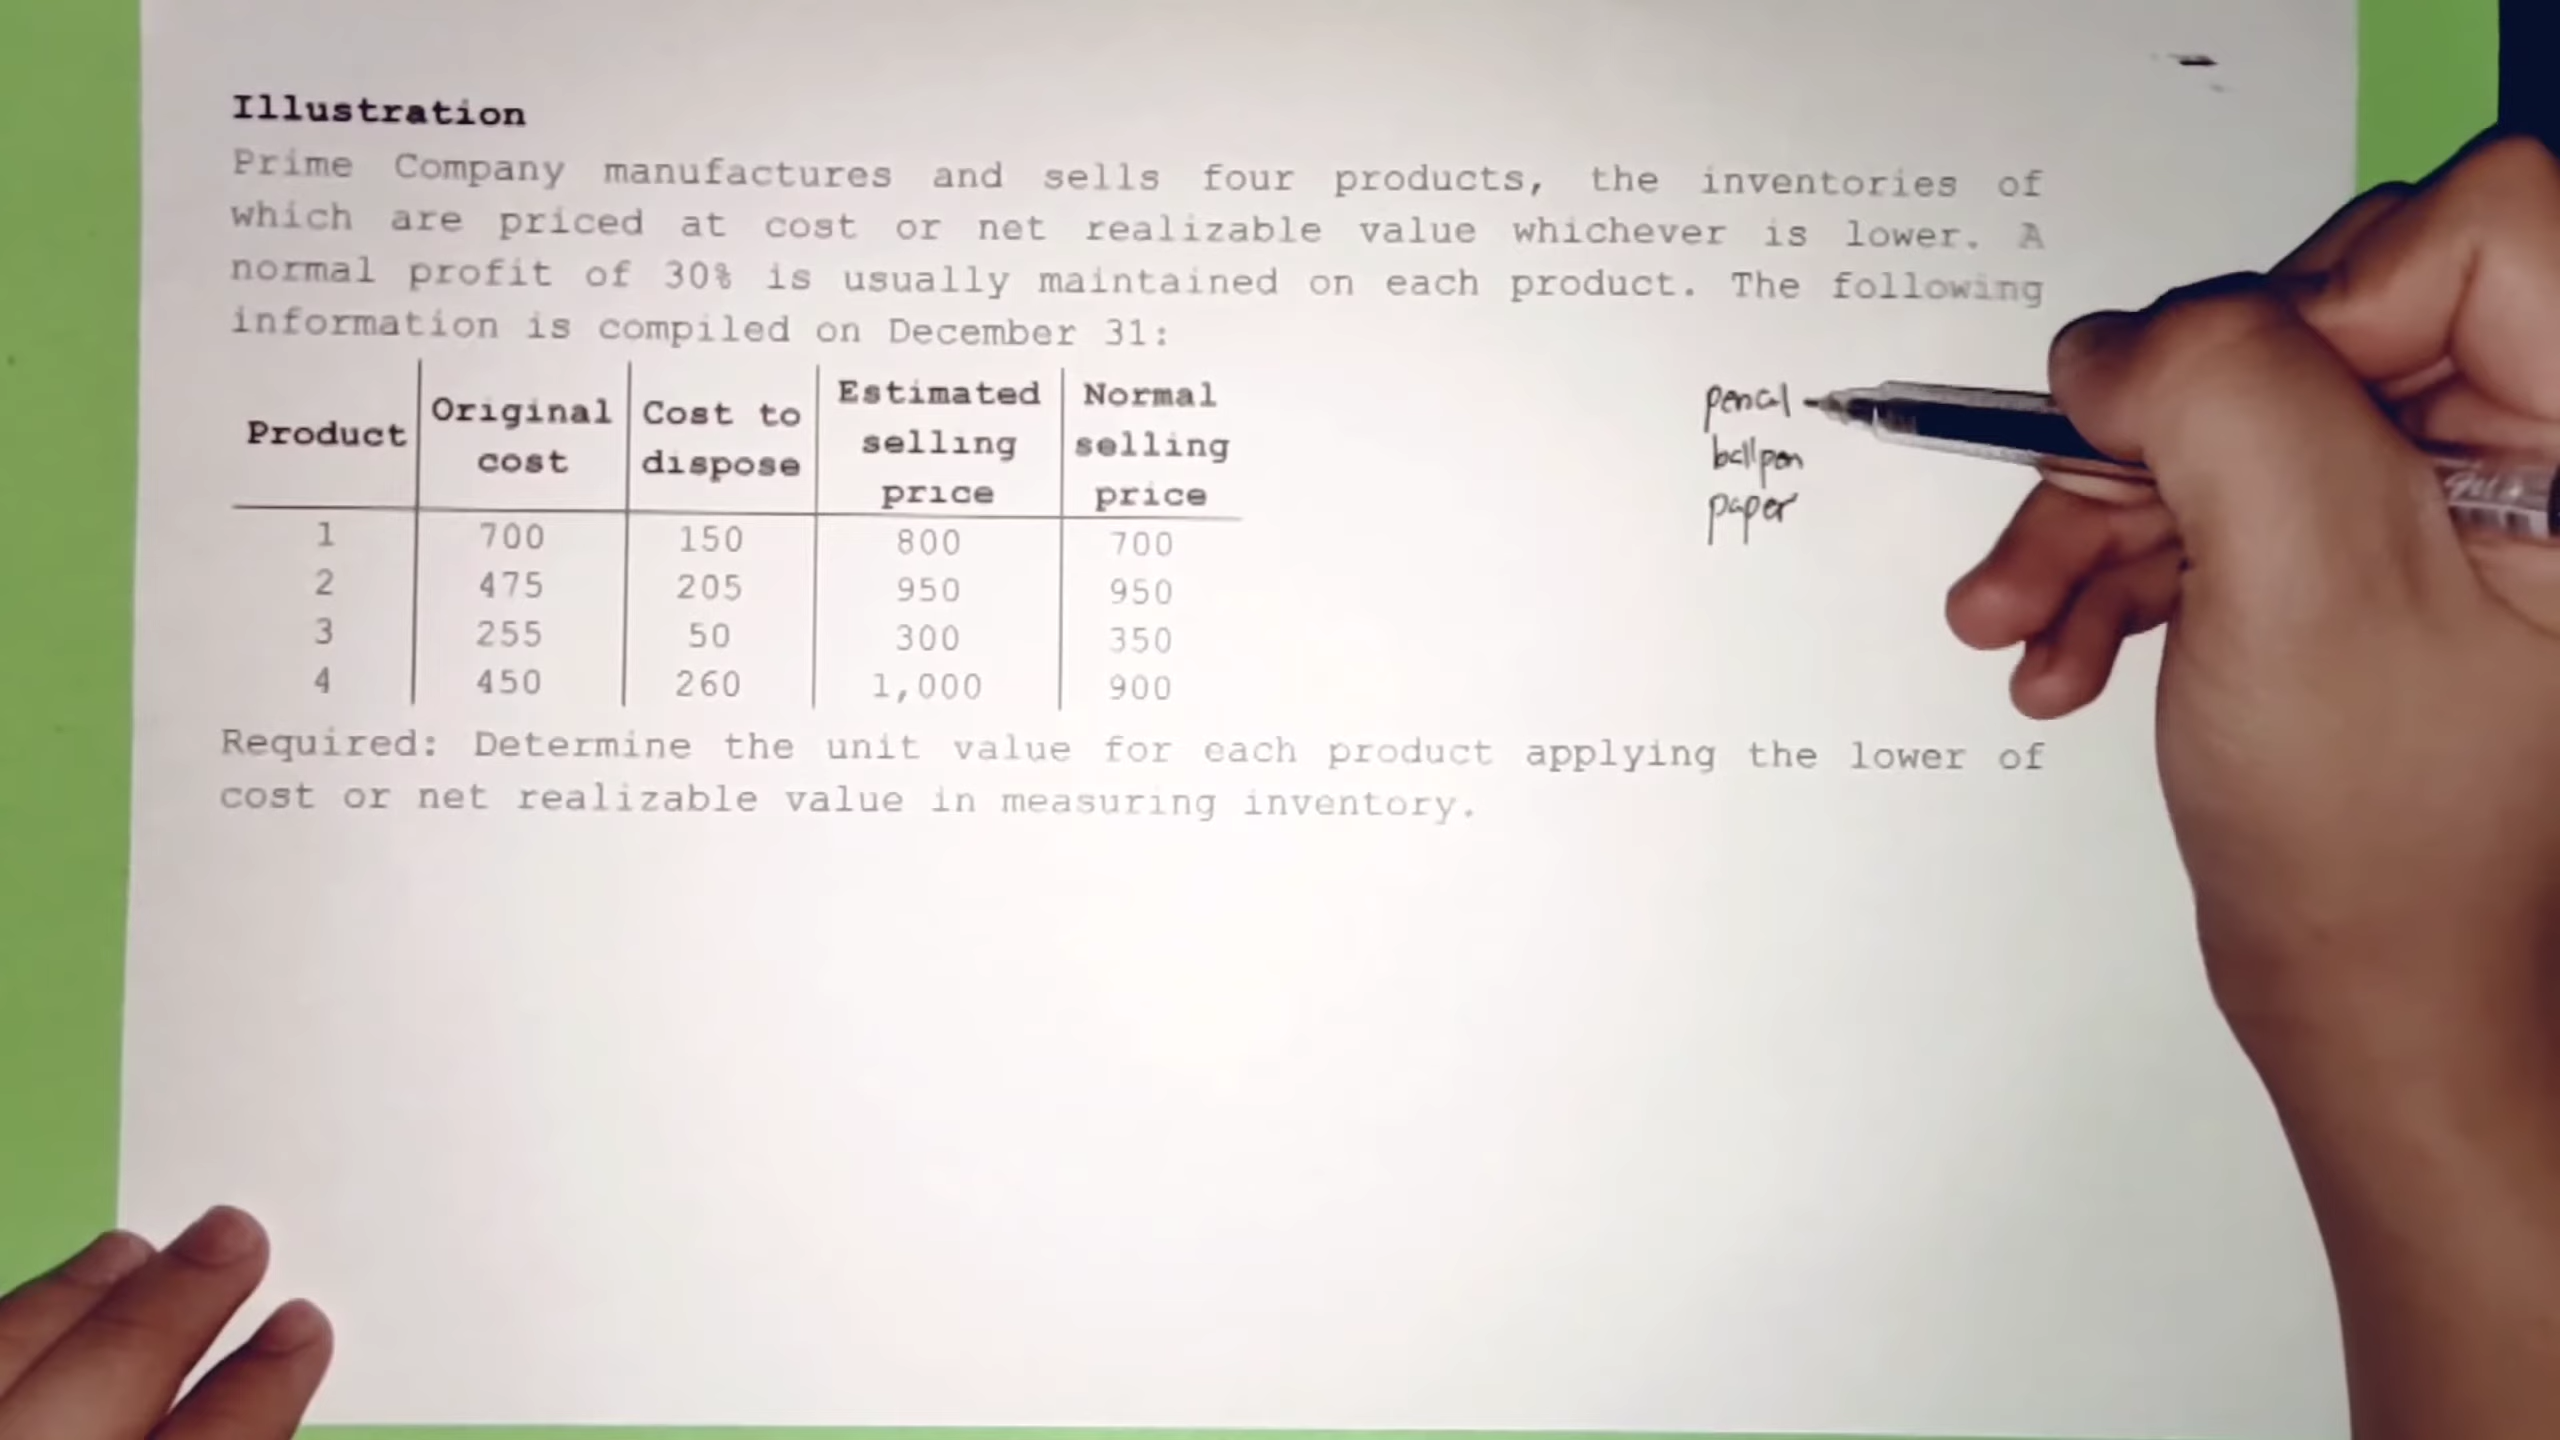 Illustration
Prime Company manufactures and sells four products, the inventories of
which are priced at cost or net realizable value whichever is lower. A
normal profit of 30% is usually maintained on each product. The following
information is compiled on December 31:
Product Original cost Cost to dispose Estimated selling price Normal selling price
1 700 150 800 700
2 475 205 950 950
3 255 50 300 350
4 450 260 1,000 900
Required: Determine the unit value for each product applying the lower of
cost or net realizable value in measuring inventory.
pencil
ballpen
paper